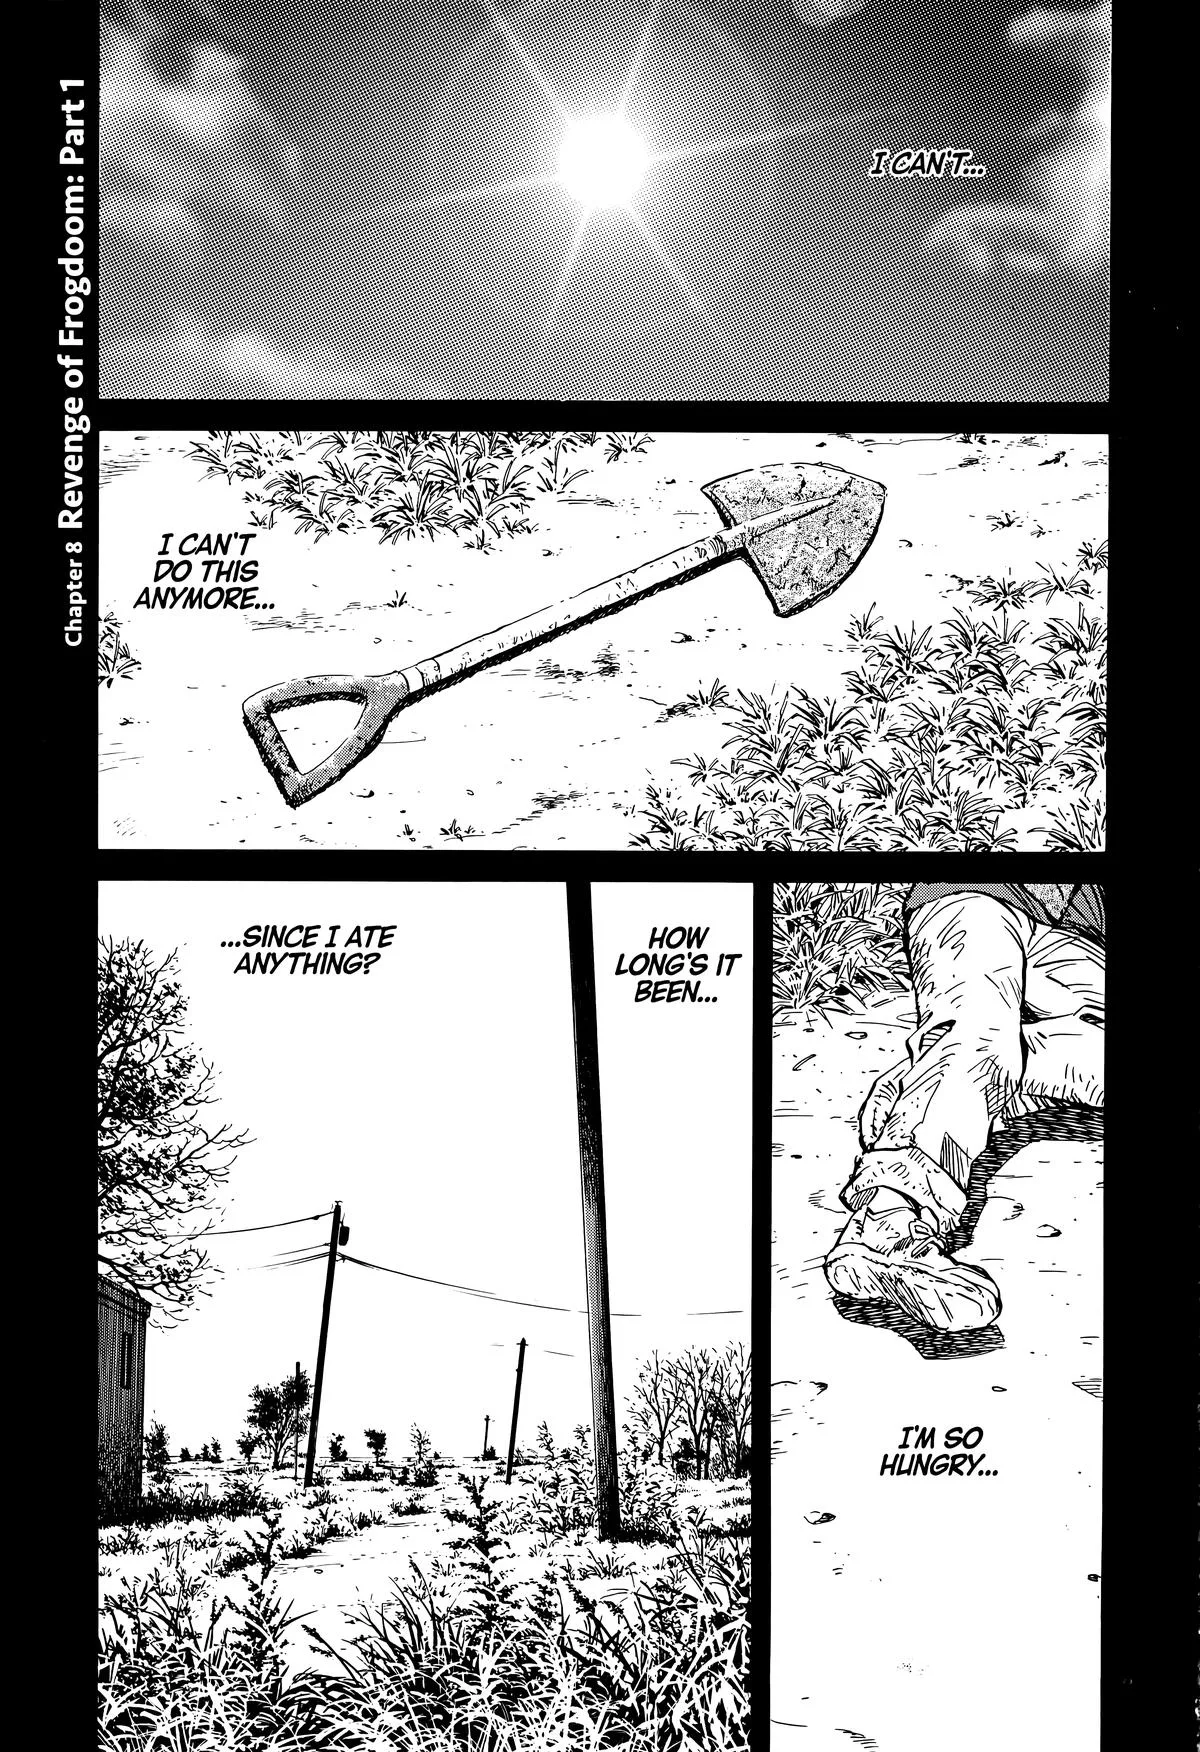 Chapter 8 Revenge of Frogdoom: Part 1
I CAN'T...
I CAN'T
DO THIS
ANYMORE...
I'M SO
HUNGRY...
HOW
LONG'S IT
BEEN...
...SINCE I ATE
ANYTHING?